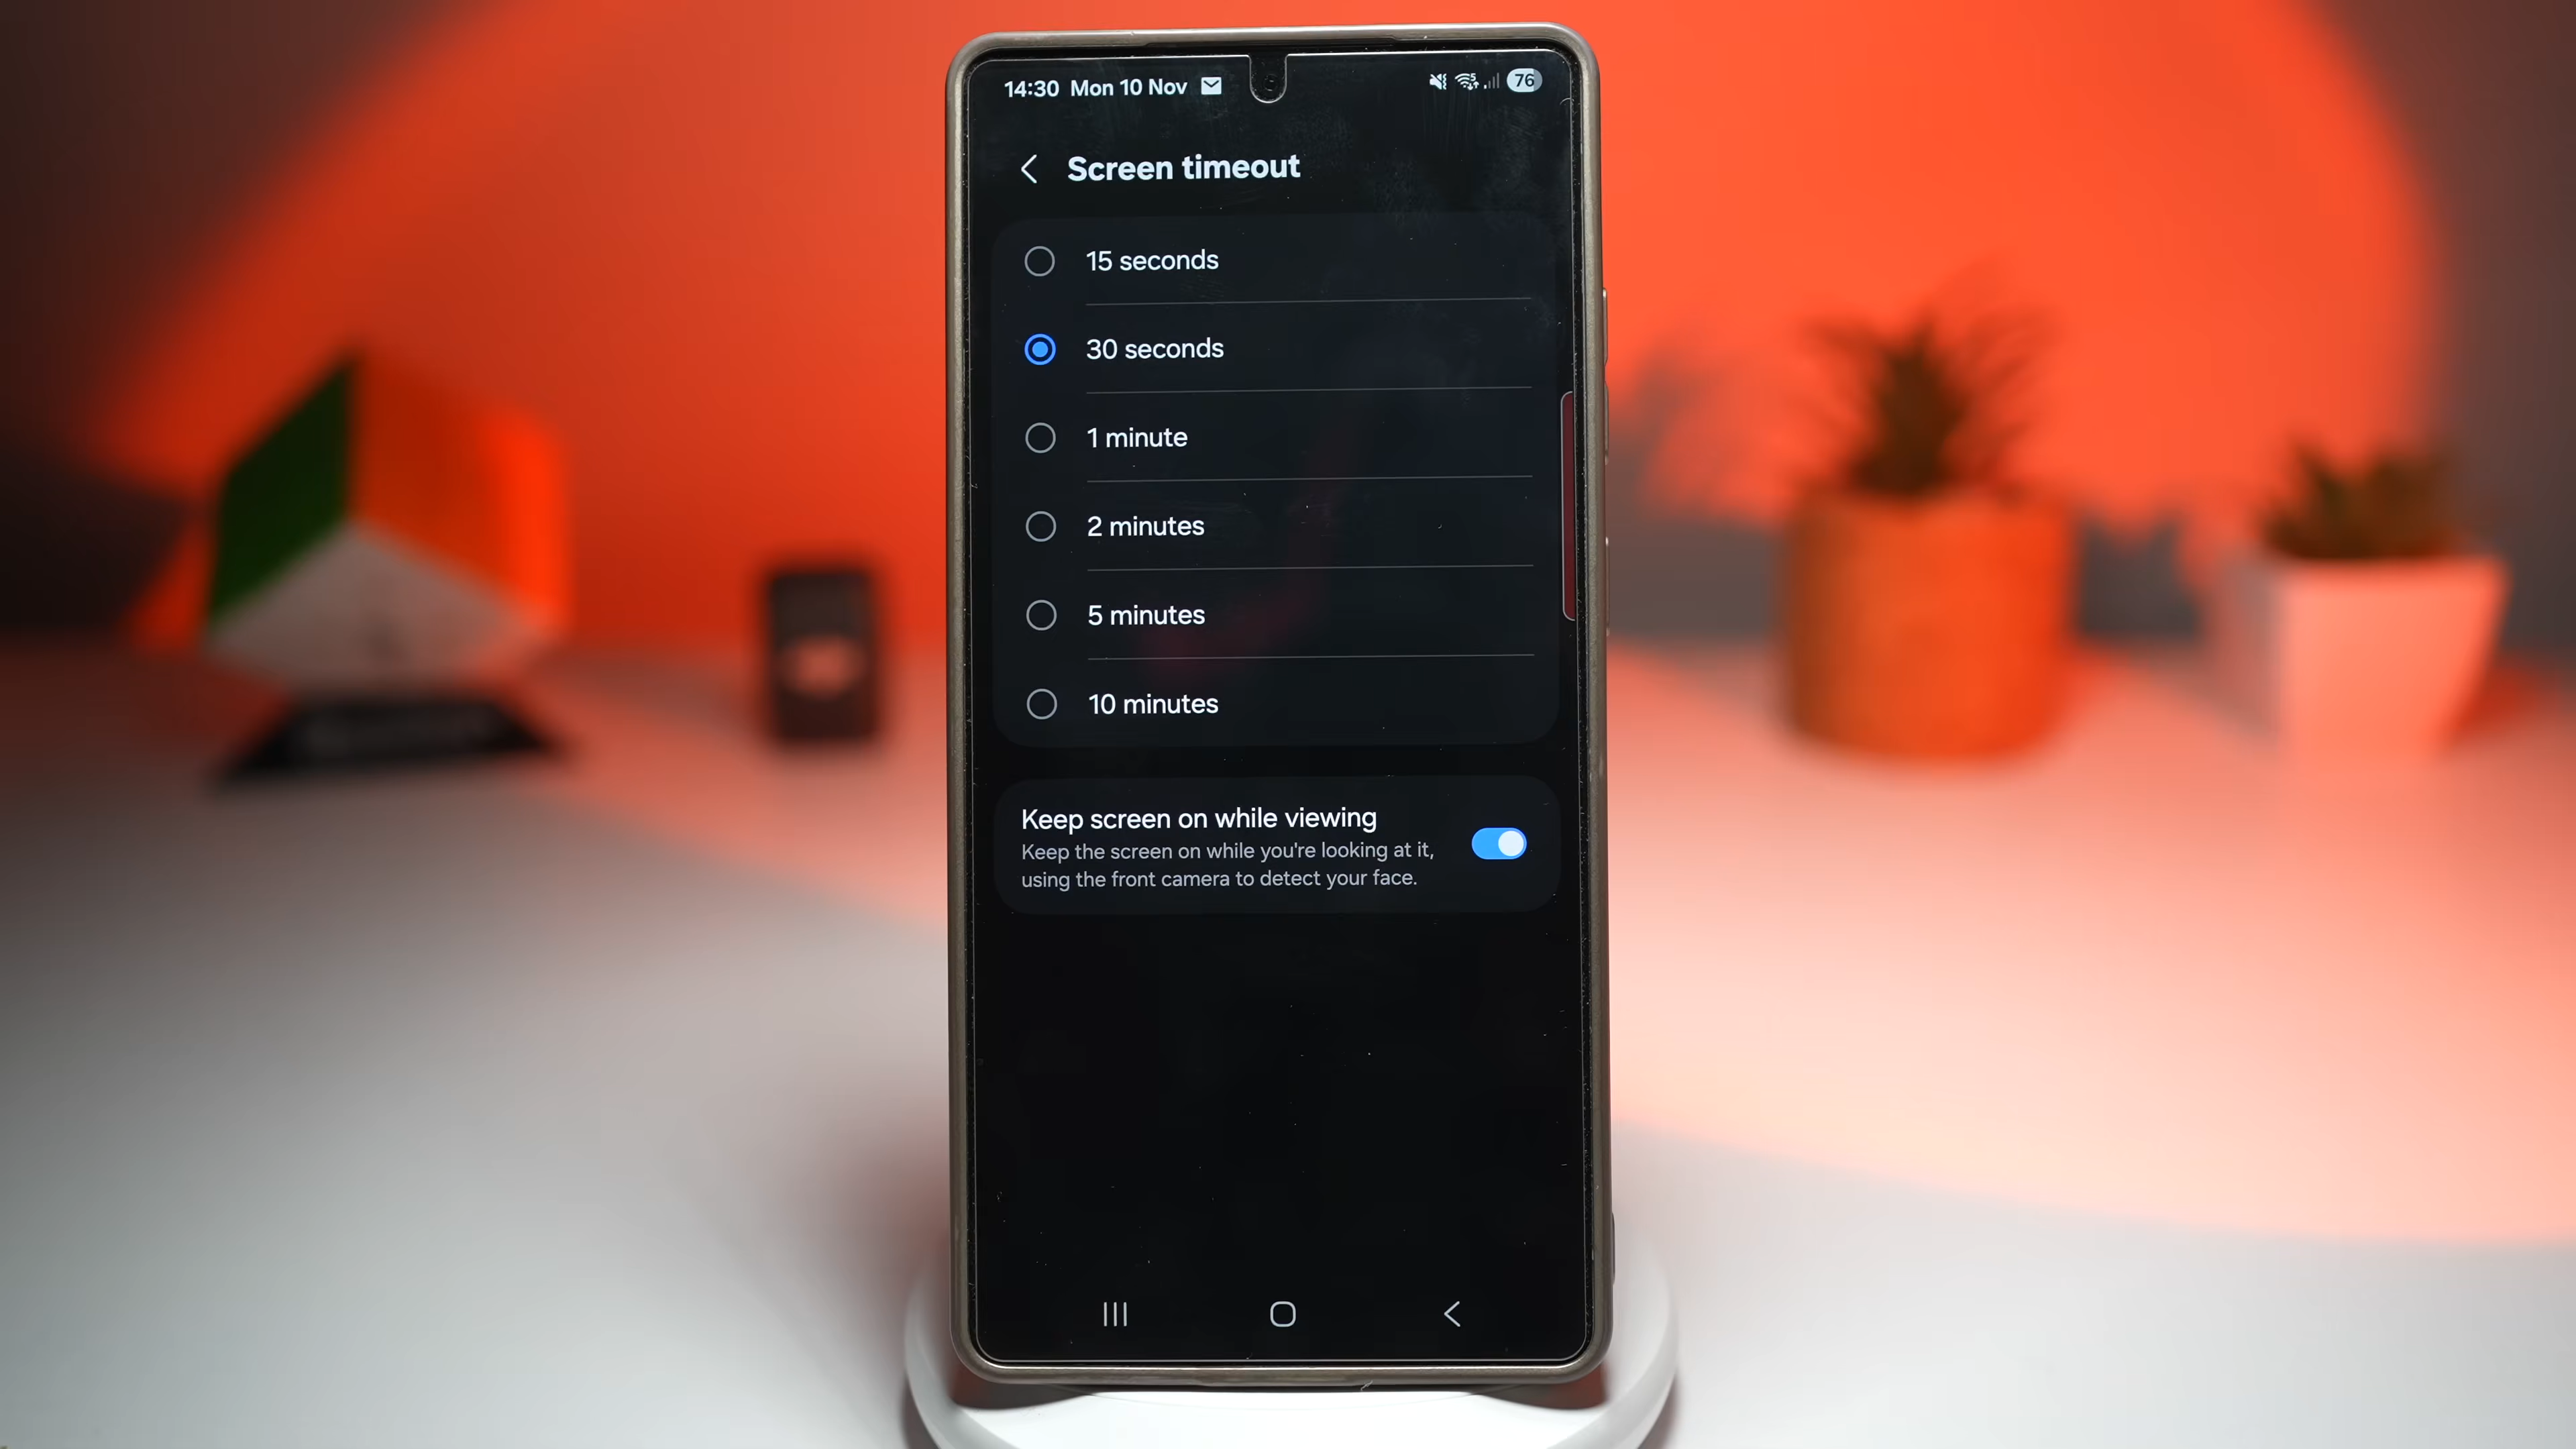 14:30 Mon 10 Nov 76
Screen timeout
15 seconds
30 seconds
1 minute
2 minutes
5 minutes
10 minutes
Keep screen on while viewing
Keep the screen on while you're looking at it,
using the front camera to detect your face.